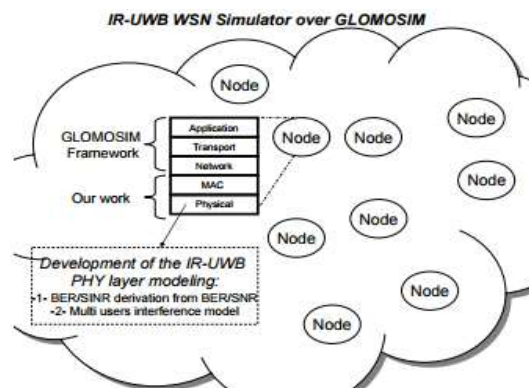 IR-UWB WSN Simulator over GLOMOSIM
Node
Node
Node
Node
Node
Node
Node
Node
Node
GLOMOSIM
Framework
Our work
Application
Transport
Network
MAC
Physical
Development of the IR-UWB
PHY layer modeling:
-1- BER/SINR derivation from BER/SNR
-2- Multi users interference model